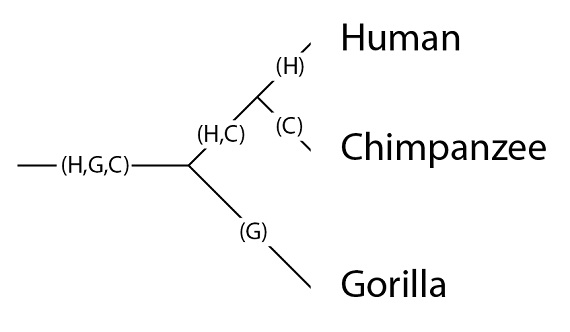 Human
(H)
(H,C)
(C)
Chimpanzee
(H,G,C)
(G)
Gorilla